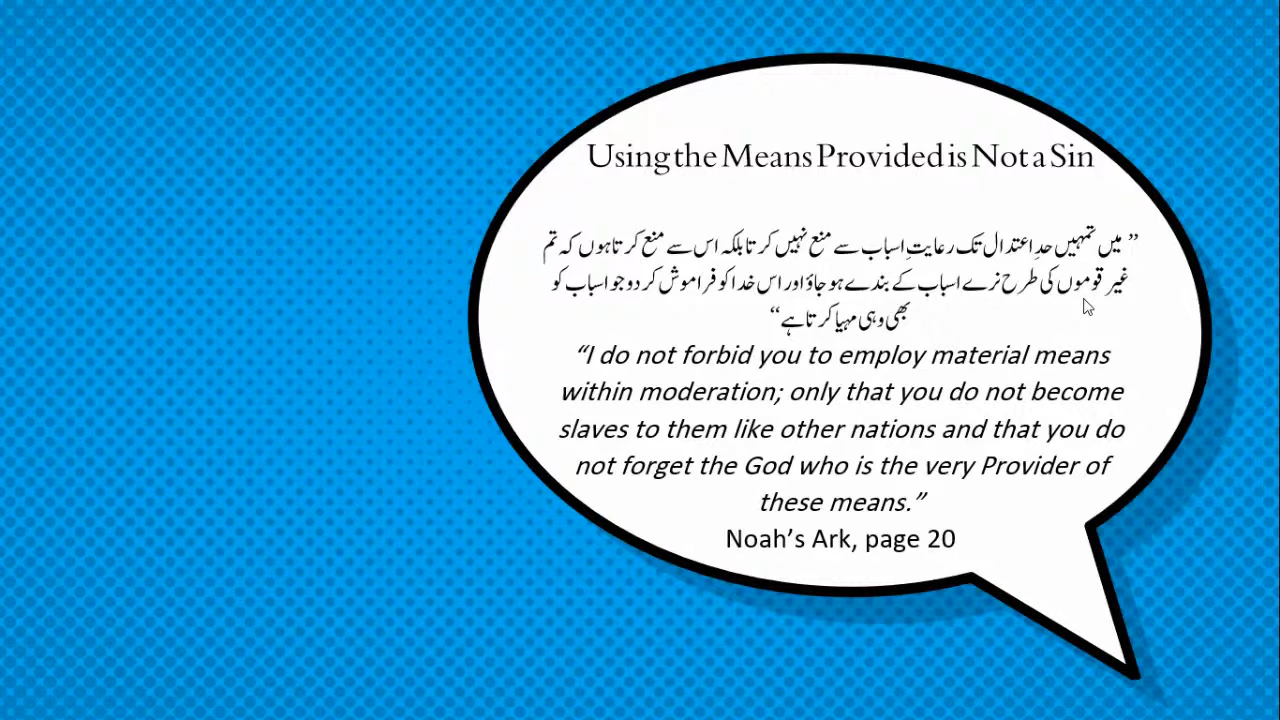 Using the Means Provided is Not a Sin
” میں تمہیں حدِ اعتدال تک رعایتِ اسباب سے منع نہیں کرتا بلکہ اس سے منع کرتا ہوں کہ تم
غیر قوموں کی طرح نرے اسباب کے بندے ہو جاؤ اور اس خدا کو فراموش کر دو جو اسباب کو
بھی وہی مہیا کرتا ہے “
“I do not forbid you to employ material means
within moderation; only that you do not become
slaves to them like other nations and that you do
not forget the God who is the very Provider of
these means.”
Noah’s Ark, page 20